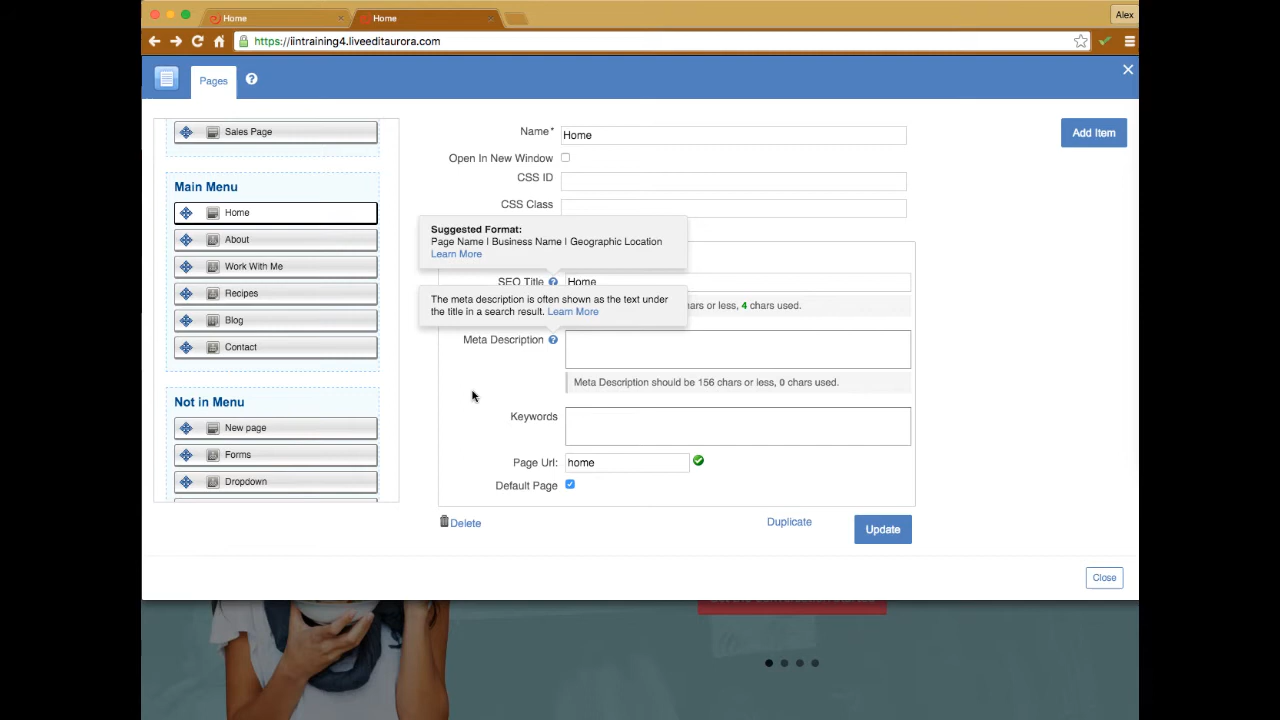 Home
Home
Alex
https://iintraining4.liveeditaurora.com
Pages
Sales Page
Main Menu
Home
About
Work With Me
Recipes
Blog
Contact
Not in Menu
New page
Forms
Dropdown
Name*
Home
Add Item
Open In New Window
CSS ID
CSS Class
Suggested Format:
Page Name | Business Name | Geographic Location
Learn More
SEO Title
Home
The meta description is often shown as the text under
the title in a search result. Learn More
or less, 4 chars used.
Meta Description
Meta Description should be 156 chars or less, 0 chars used.
Keywords
Page Url:
home
Default Page
Delete
Duplicate
Update
Close